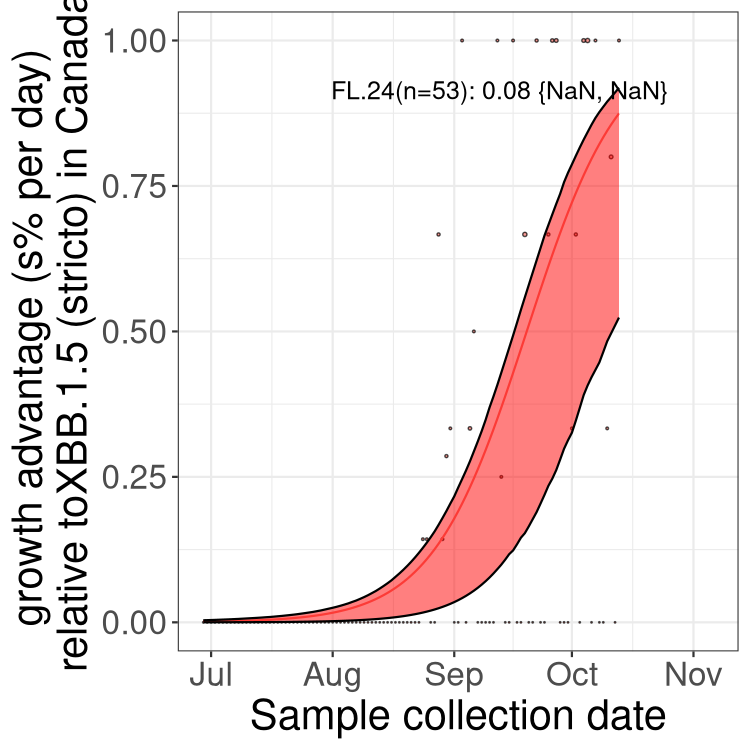 growth advantage (s% per day)
relative toXBB.1.5 (stricto) in Canada
1.00
0.75
0.50
0.25
0.00
FL.24(n=53): 0.08 {NaN, NaN}
Jul Aug Sep Oct Nov
Sample collection date